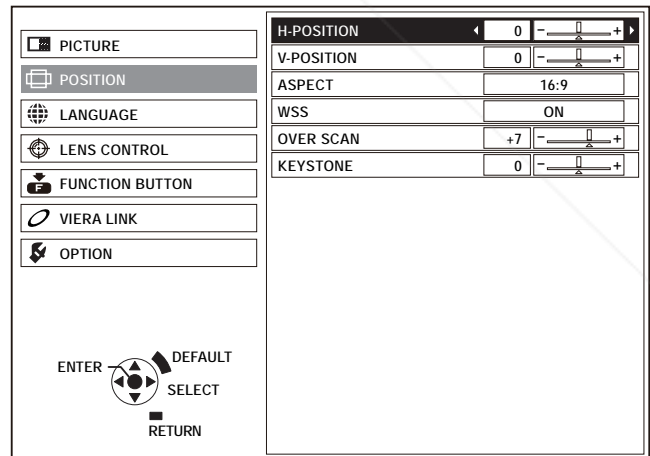 PICTURE
POSITION
LANGUAGE
LENS CONTROL
F
FUNCTION BUTTON
VIERA LINK
OPTION
ENTER
DEFAULT
SELECT
RETURN
H-POSITION 0 - +
V-POSITION 0 - +
ASPECT 16:9
WSS ON
OVER SCAN +7 - +
KEYSTONE 0 - +